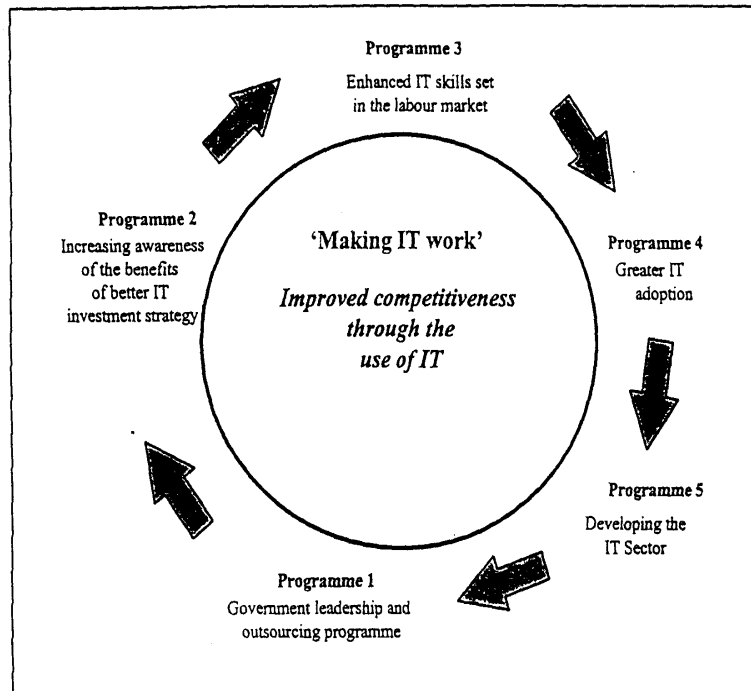 Programme 3
Enhanced IT skills set
in the labour market
Programme 2
Increasing awareness
of the benefits
of better IT
investment strategy
'Making IT work'
Improved competitiveness
through the
use of IT
Programme 4
Greater IT
adoption
Programme 5
Developing the
IT Sector
Programme 1
Government leadership and
outsourcing programme